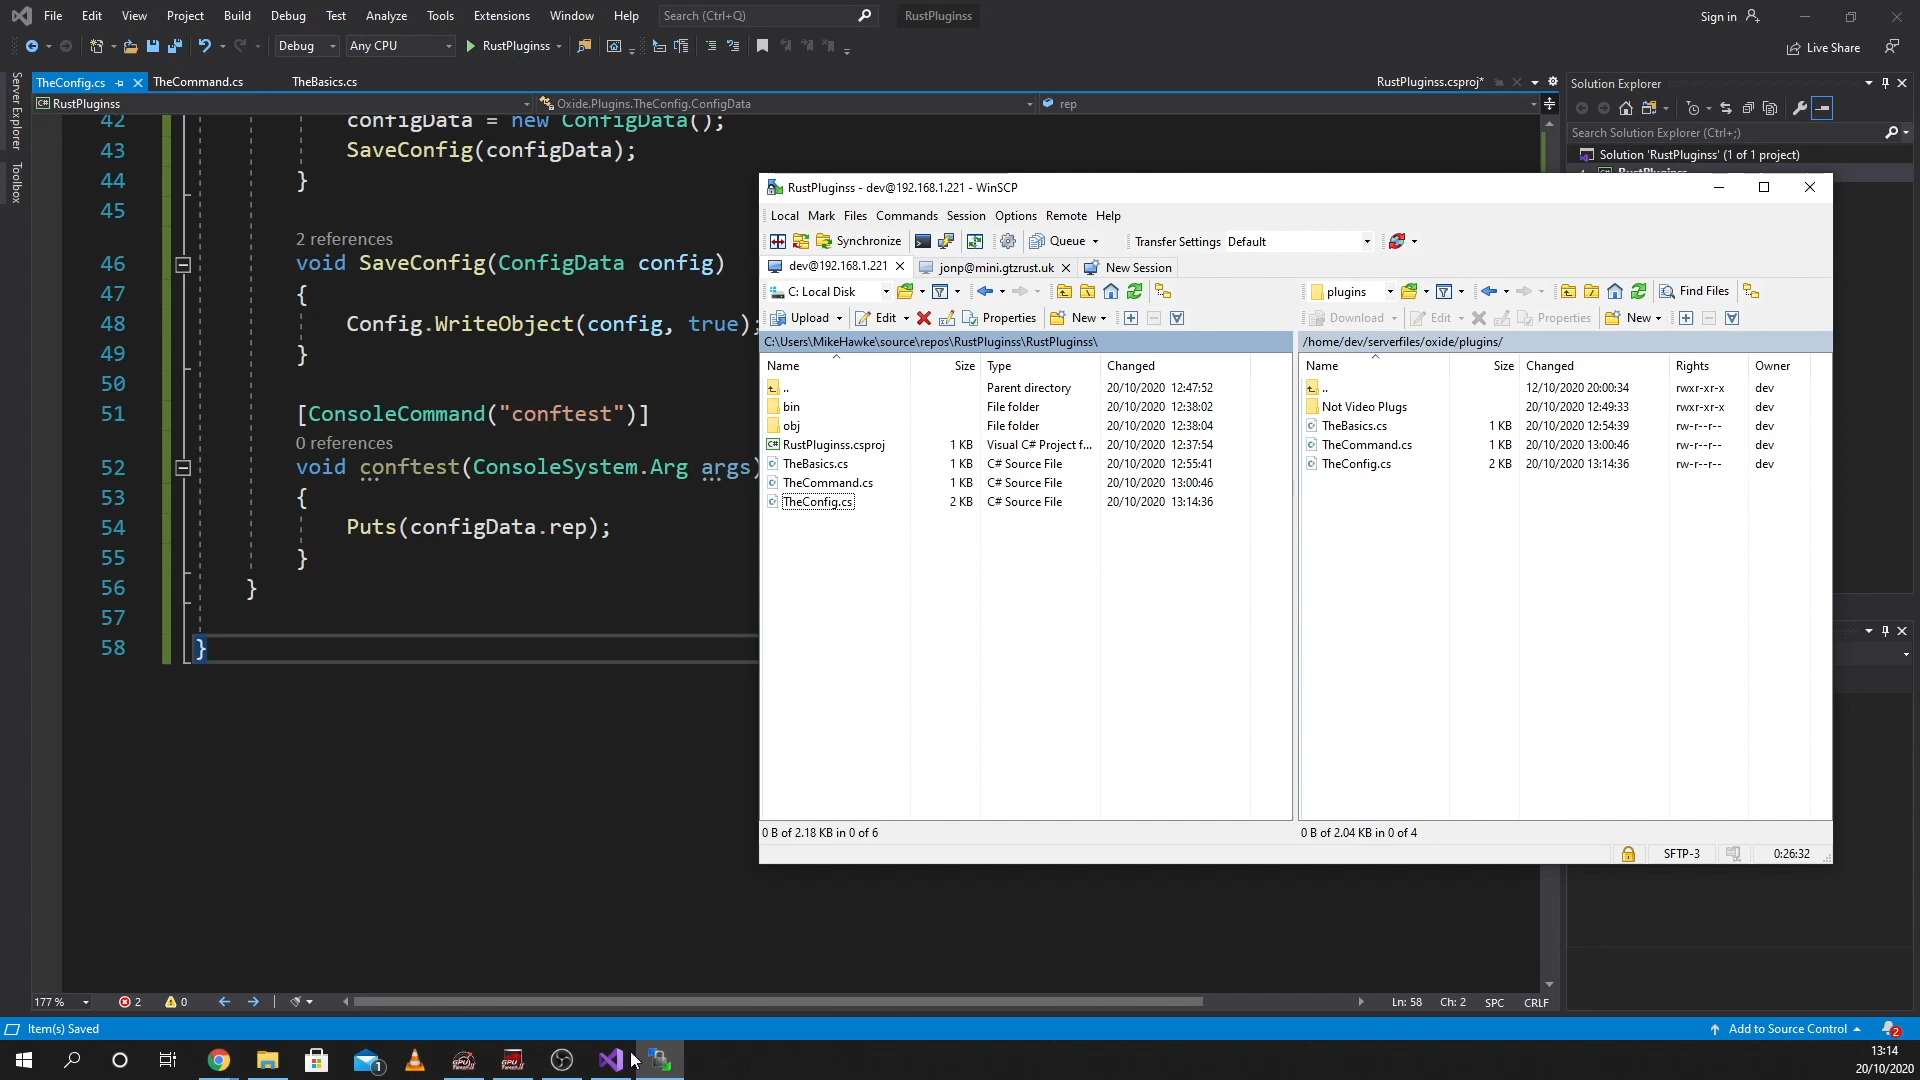 File Edit View Project Build Debug Test Analyze Tools Extensions Window Help Search (Ctrl+Q) RustPluginss Sign in
Debug Any CPU RustPluginss Live Share
TheConfig.cs TheCommand.cs TheBasics.cs RustPluginss.csproj* Solution Explorer
RustPluginss Oxide.Plugins.TheConfig.ConfigData rep
Search Solution Explorer (Ctrl+;)
Solution 'RustPluginss' (1 of 1 project)
RustPluginss
Server Explorer
Toolbox
42 configData = new ConfigData();
43 SaveConfig(configData);
44 }
45
2 references
46 void SaveConfig(ConfigData config)
47 {
48 Config.WriteObject(config, true);
49 }
50
51 [ConsoleCommand("conftest")]
0 references
52 void conftest(ConsoleSystem.Arg args)
53 {
54 Puts(configData.rep);
55 }
56 }
57
58 }
RustPluginss - dev@192.168.1.221 - WinSCP
Local Mark Files Commands Session Options Remote Help
Synchronize Queue Transfer Settings Default
dev@192.168.1.221 jonp@mini.gtzrust.uk New Session
C: Local Disk plugins Find Files
Upload Edit Properties New Download Edit Properties New
C:\Users\MikeHawke\source\repos\RustPluginss\RustPluginss\
Name Size Type Changed
.. Parent directory 20/10/2020 12:47:52
bin File folder 20/10/2020 12:38:02
obj File folder 20/10/2020 12:38:04
RustPluginss.csproj 1 KB Visual C# Project f... 20/10/2020 12:37:54
TheBasics.cs 1 KB C# Source File 20/10/2020 12:55:41
TheCommand.cs 1 KB C# Source File 20/10/2020 13:00:46
TheConfig.cs 2 KB C# Source File 20/10/2020 13:14:36
0 B of 2.18 KB in 0 of 6
/home/dev/serverfiles/oxide/plugins/
Name Size Changed Rights Owner
.. 12/10/2020 20:00:34 rwxr-xr-x dev
Not Video Plugs 20/10/2020 12:49:33 rwxr-xr-x dev
TheBasics.cs 1 KB 20/10/2020 12:54:39 rw-r--r-- dev
TheCommand.cs 1 KB 20/10/2020 13:00:46 rw-r--r-- dev
TheConfig.cs 2 KB 20/10/2020 13:14:36 rw-r--r-- dev
0 B of 2.04 KB in 0 of 4
SFTP-3 0:26:32
177 % 2 0 Ln: 58 Ch: 2 SPC CRLF
Item(s) Saved Add to Source Control 2
1 13:14
20/10/2020